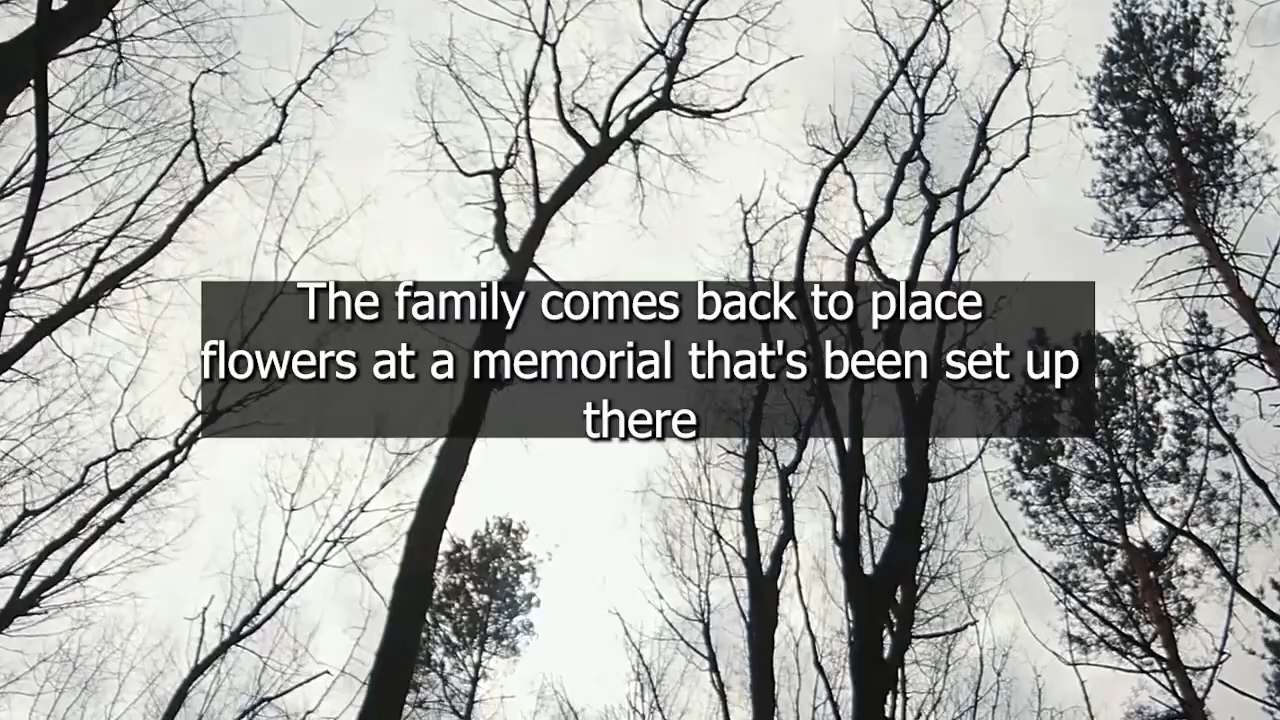 The family comes back to place
flowers at a memorial that's been set up
there